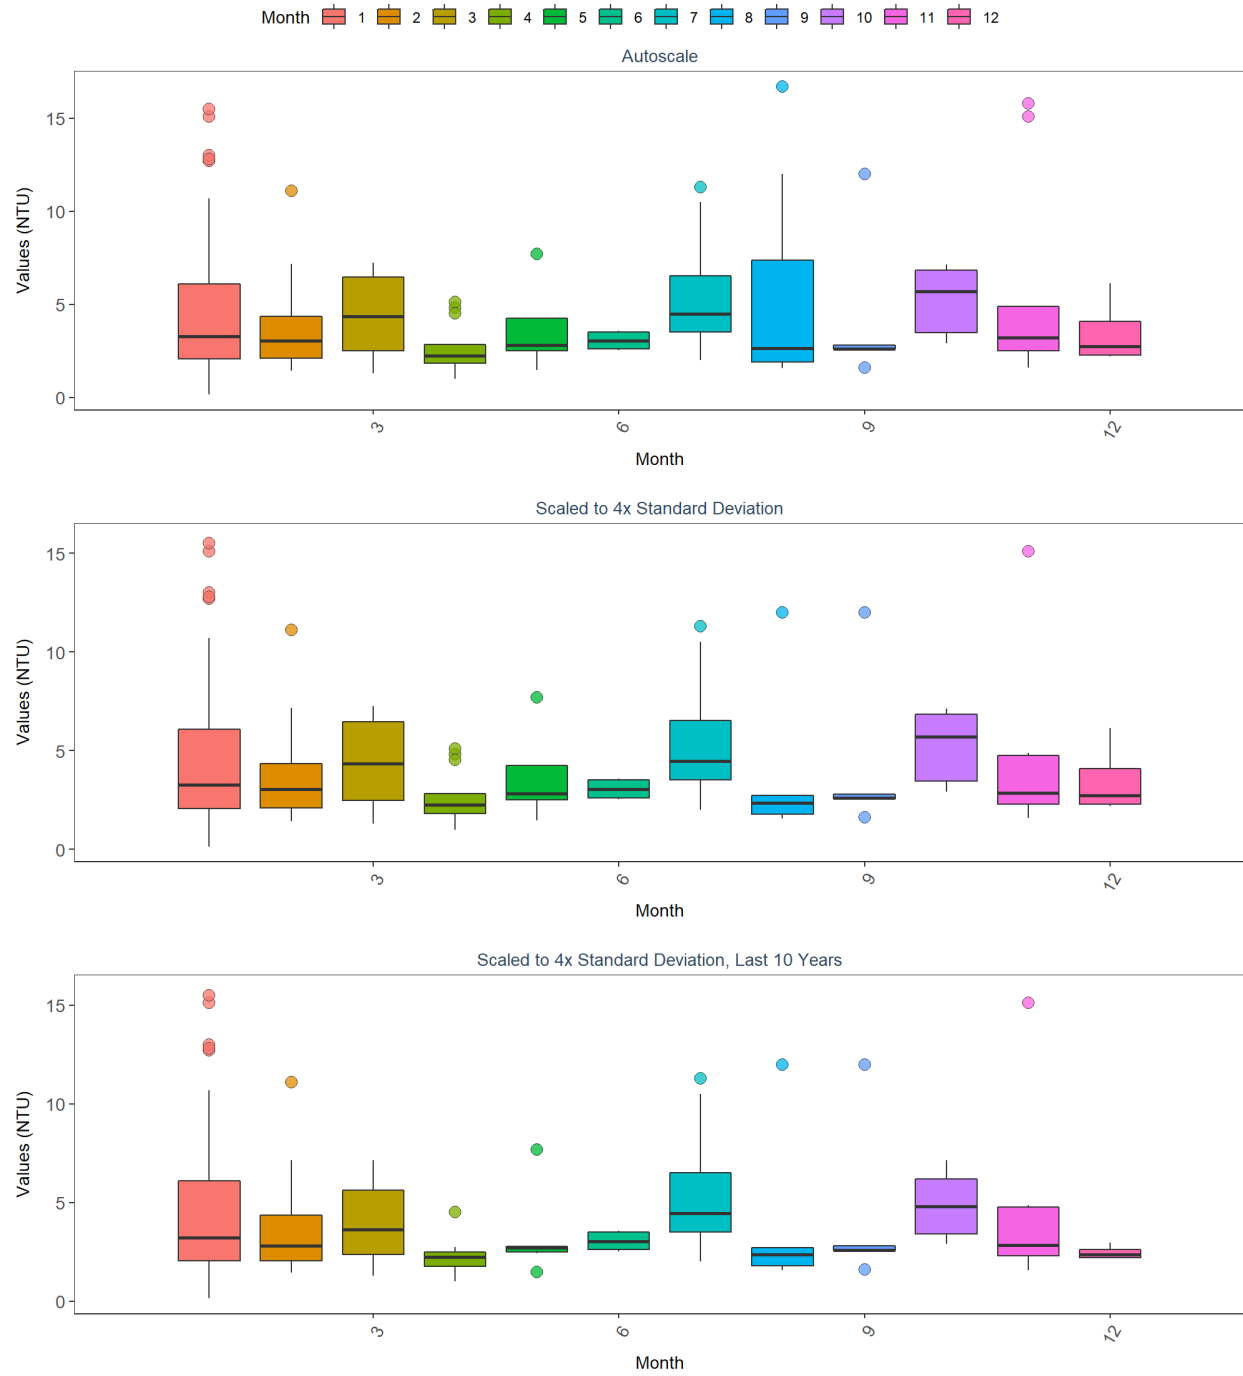 Month 1 2 3 4 5 6 7 8 9 10 11 12
Autoscale
Values (NTU)
15
10
5
0
3 6 9 12
Month
Scaled to 4x Standard Deviation
Values (NTU)
15
10
5
0
3 6 9 12
Month
Scaled to 4x Standard Deviation, Last 10 Years
Values (NTU)
15
10
5
0
3 6 9 12
Month